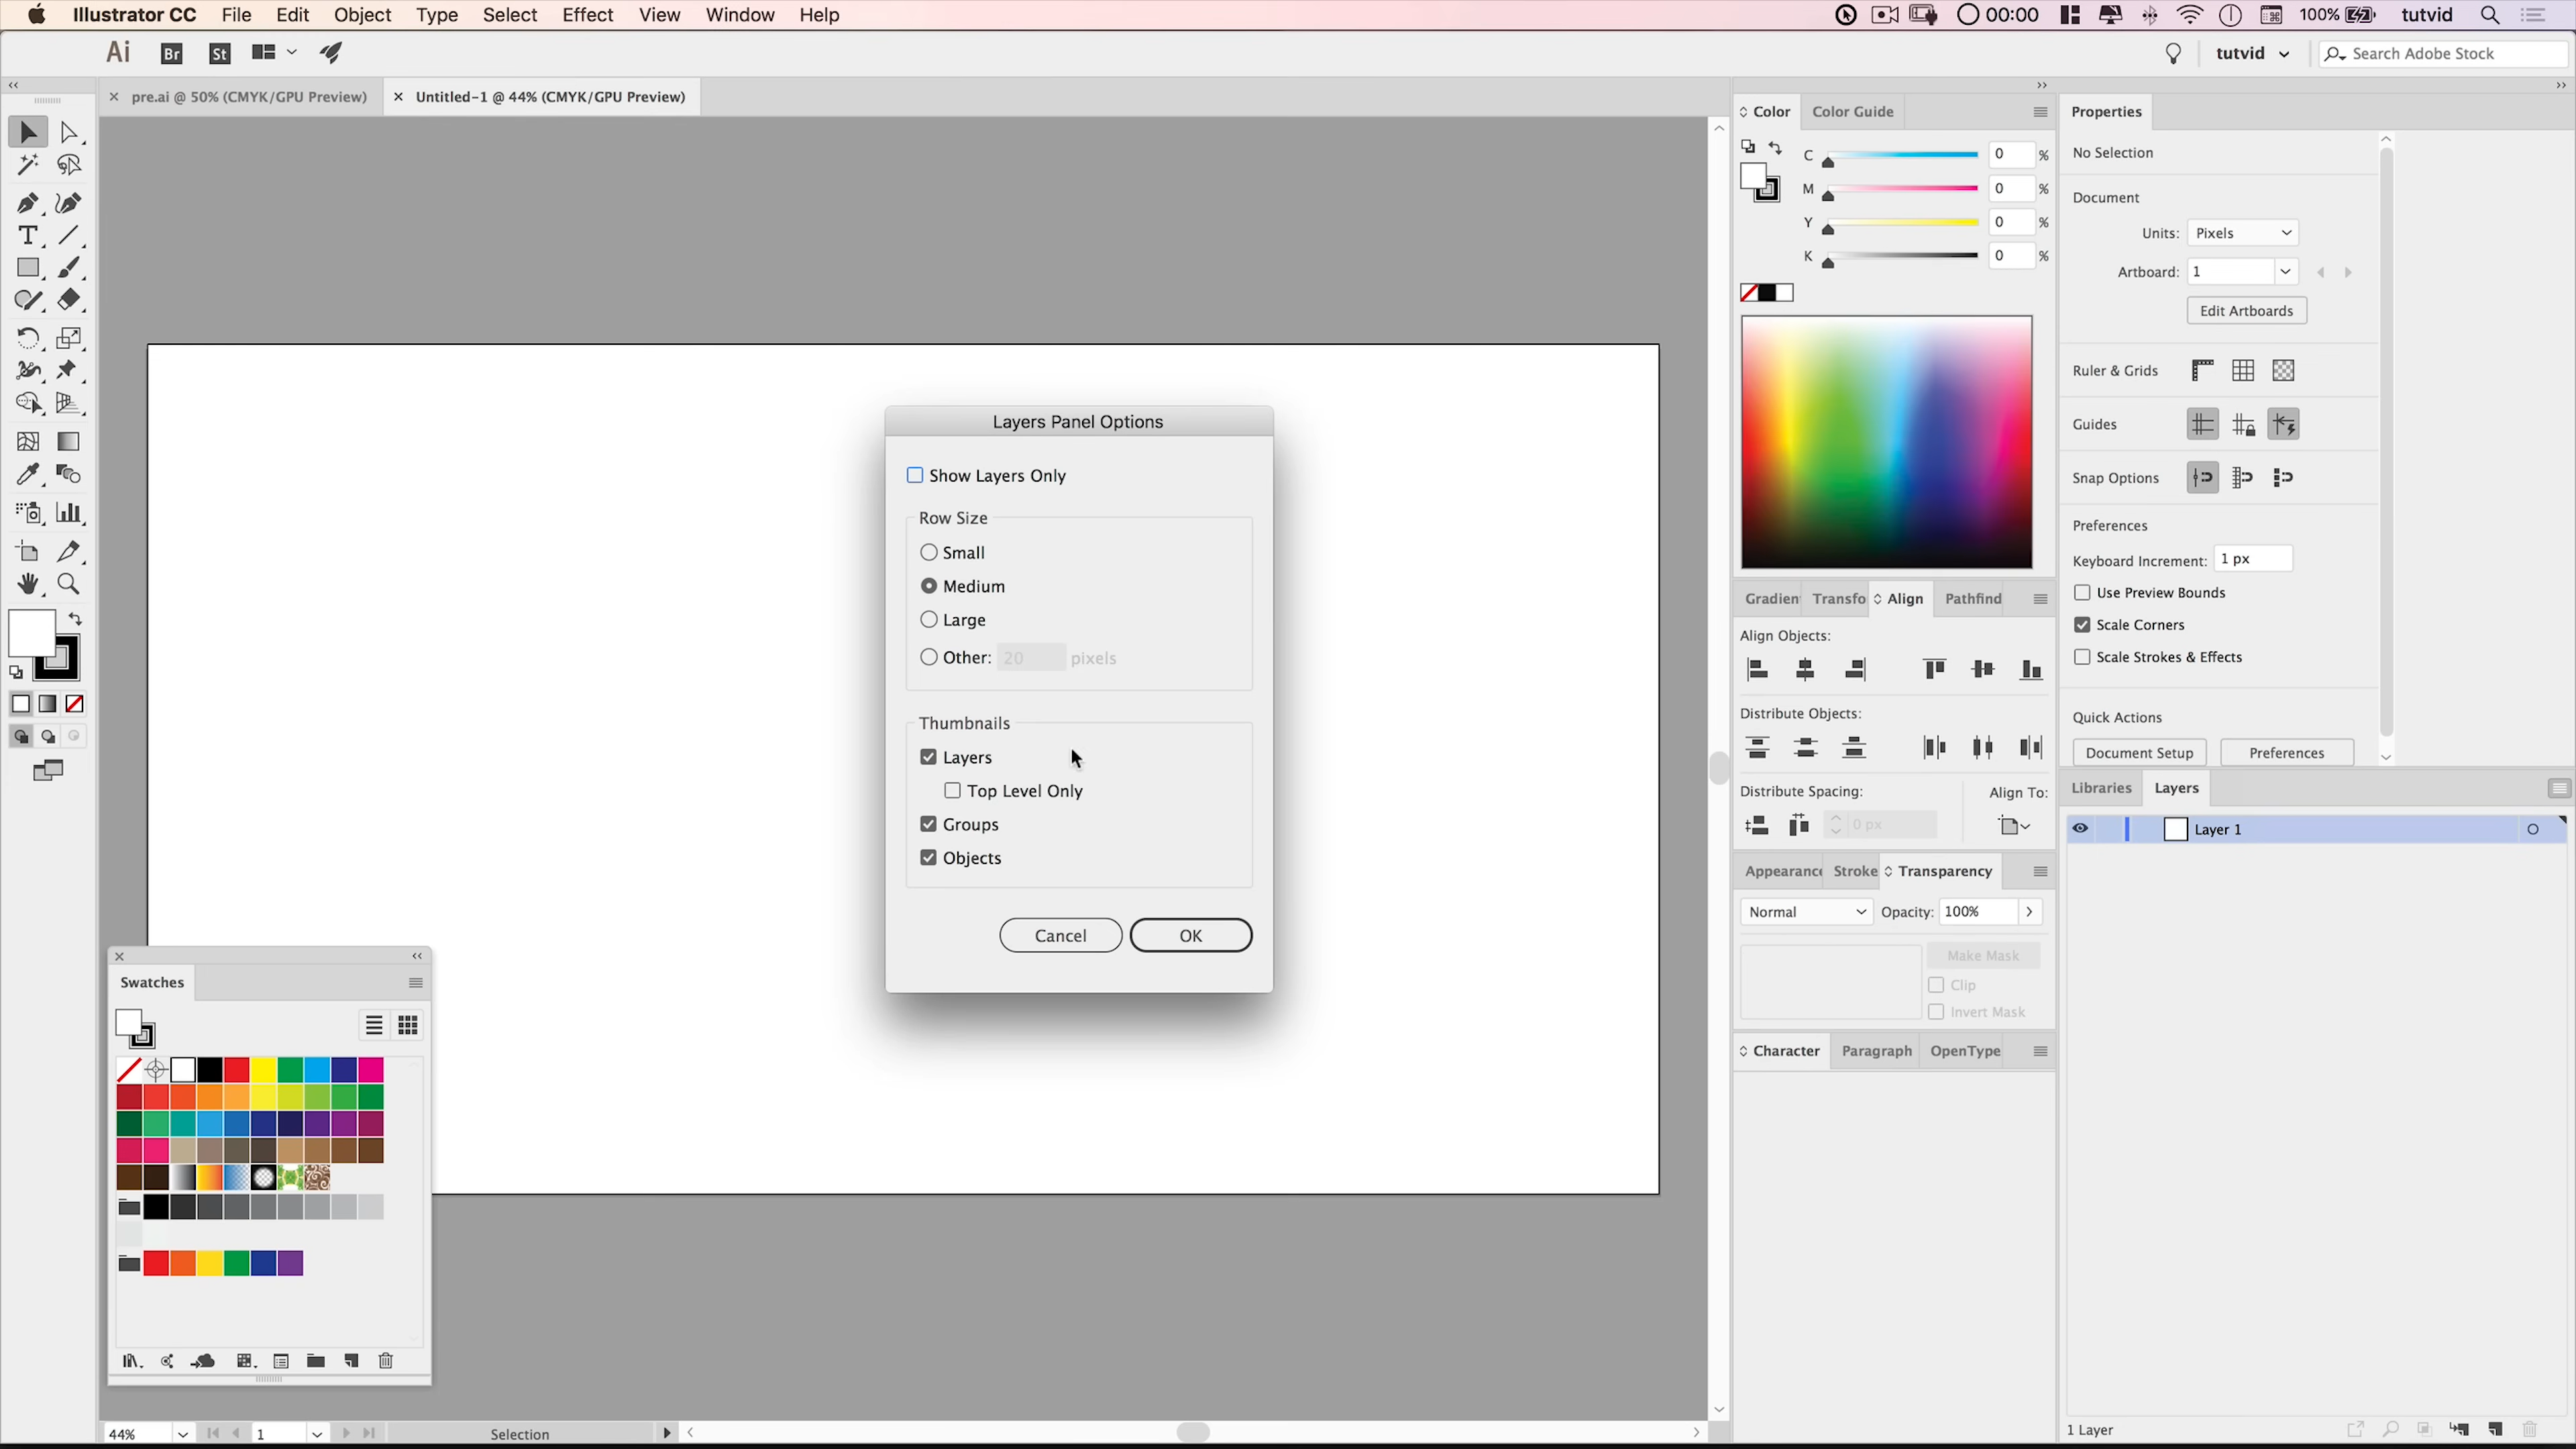 Illustrator CC File Edit Object Type Select Effect View Window Help 00:00 100% tutvid
Ai Br St tutvid Search Adobe Stock
pre.ai @ 50% (CMYK/GPU Preview) Untitled-1 @ 44% (CMYK/GPU Preview)
Color Color Guide
C 0 %
M 0 %
Y 0 %
K 0 %
Gradien Transfo Align Pathfind
Align Objects:
Distribute Objects:
Distribute Spacing: Align To:
0 px
Appearanc Stroke Transparency
Normal Opacity: 100%
Make Mask
Clip
Invert Mask
Character Paragraph OpenType
Properties
No Selection
Document
Units: Pixels
Artboard: 1
Edit Artboards
Ruler & Grids
Guides
Snap Options
Preferences
Keyboard Increment: 1 px
Use Preview Bounds
Scale Corners
Scale Strokes & Effects
Quick Actions
Document Setup Preferences
Libraries Layers
Layer 1
1 Layer
Layers Panel Options
Show Layers Only
Row Size
Small
Medium
Large
Other: 20 pixels
Thumbnails
Layers
Top Level Only
Groups
Objects
Cancel OK
Swatches
44% 1 Selection